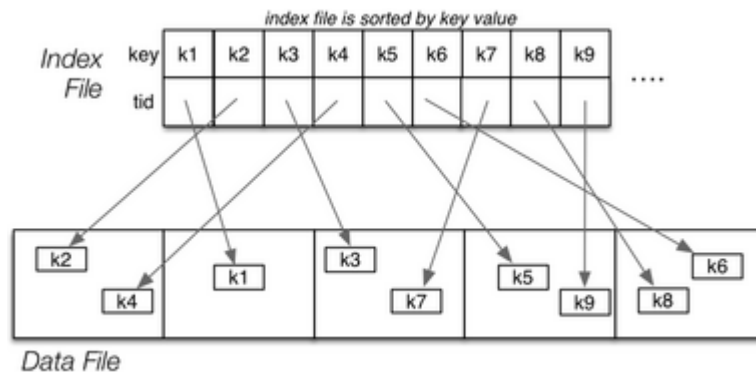 index file is sorted by key value
Index File
key k1 k2 k3 k4 k5 k6 k7 k8 k9 ....
tid
k2 k4 k1 k3 k7 k5 k9 k8 k6
Data File